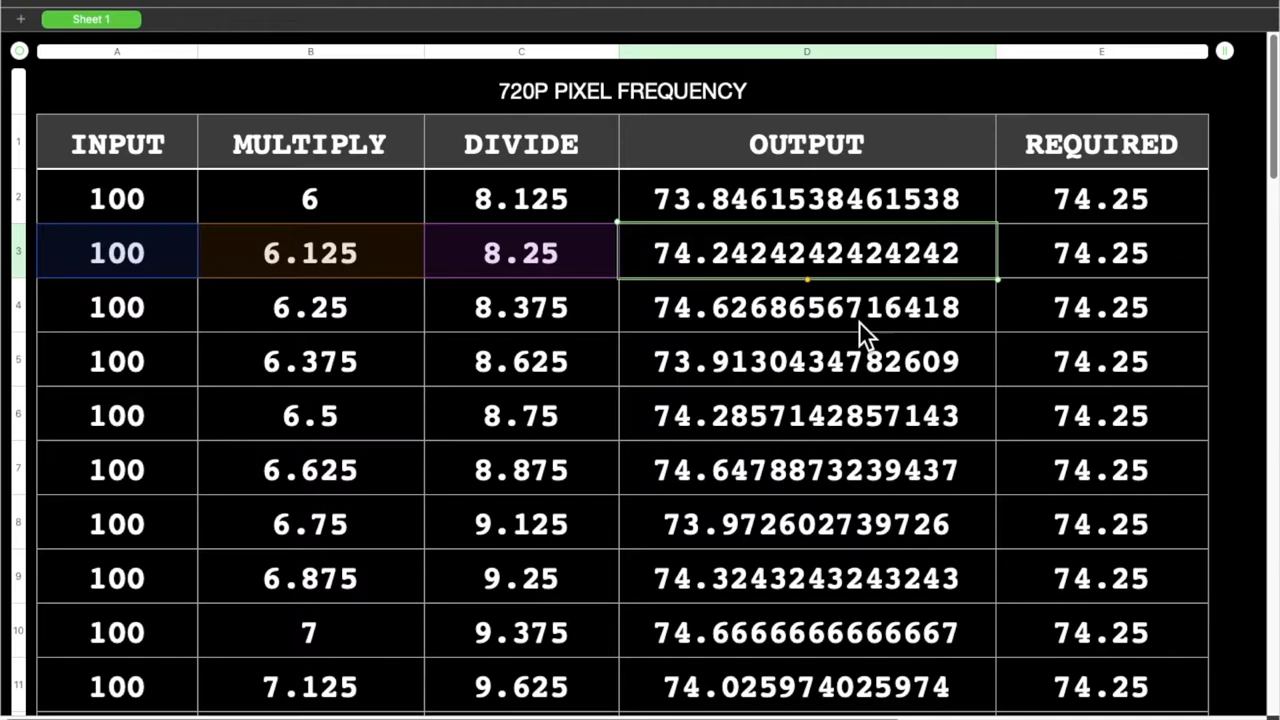 + Sheet 1
A B C D E
720P PIXEL FREQUENCY
1 INPUT MULTIPLY DIVIDE OUTPUT REQUIRED
2 100 6 8.125 73.8461538461538 74.25
3 100 6.125 8.25 74.2424242424242 74.25
4 100 6.25 8.375 74.6268656716418 74.25
5 100 6.375 8.625 73.9130434782609 74.25
6 100 6.5 8.75 74.2857142857143 74.25
7 100 6.625 8.875 74.6478873239437 74.25
8 100 6.75 9.125 73.972602739726 74.25
9 100 6.875 9.25 74.3243243243243 74.25
10 100 7 9.375 74.6666666666667 74.25
11 100 7.125 9.625 74.025974025974 74.25